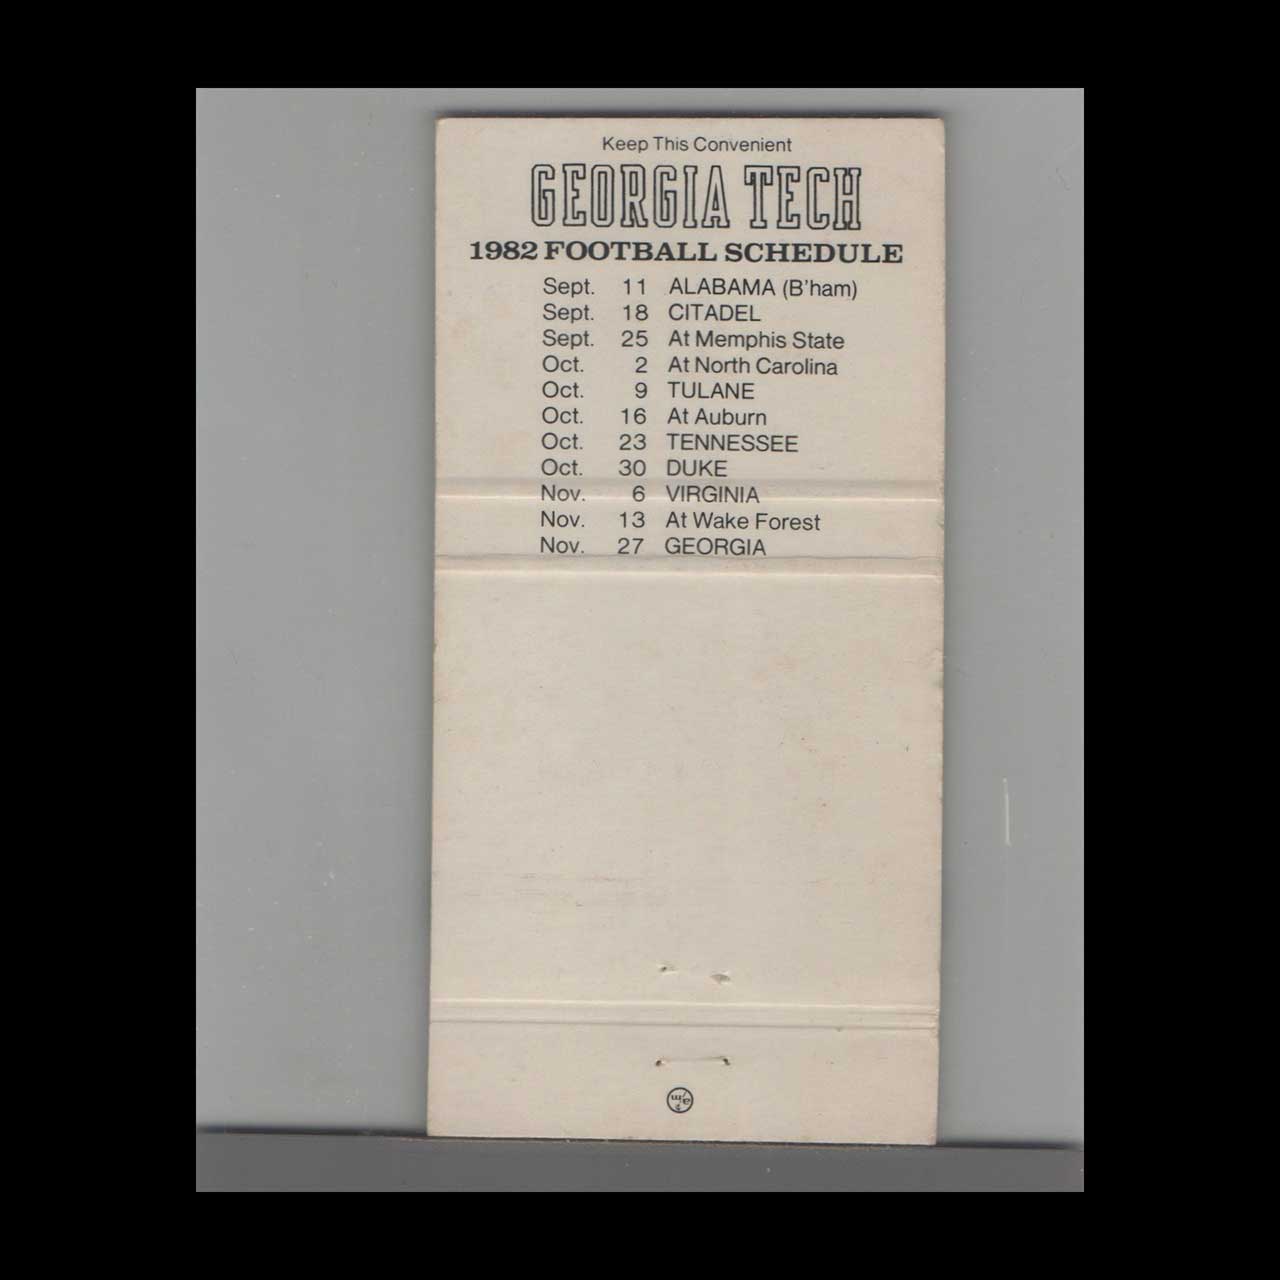 Keep This Convenient
GEORGIA TECH
1982 FOOTBALL SCHEDULE
Sept. 11 ALABAMA (B'ham)
Sept. 18 CITADEL
Sept. 25 At Memphis State
Oct. 2 At North Carolina
Oct. 9 TULANE
Oct. 16 At Auburn
Oct. 23 TENNESSEE
Oct. 30 DUKE
Nov. 6 VIRGINIA
Nov. 13 At Wake Forest
Nov. 27 GEORGIA